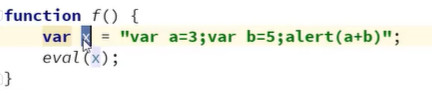 function f() {
var x = "var a=3;var b=5;alert(a+b)";
eval(x);
}